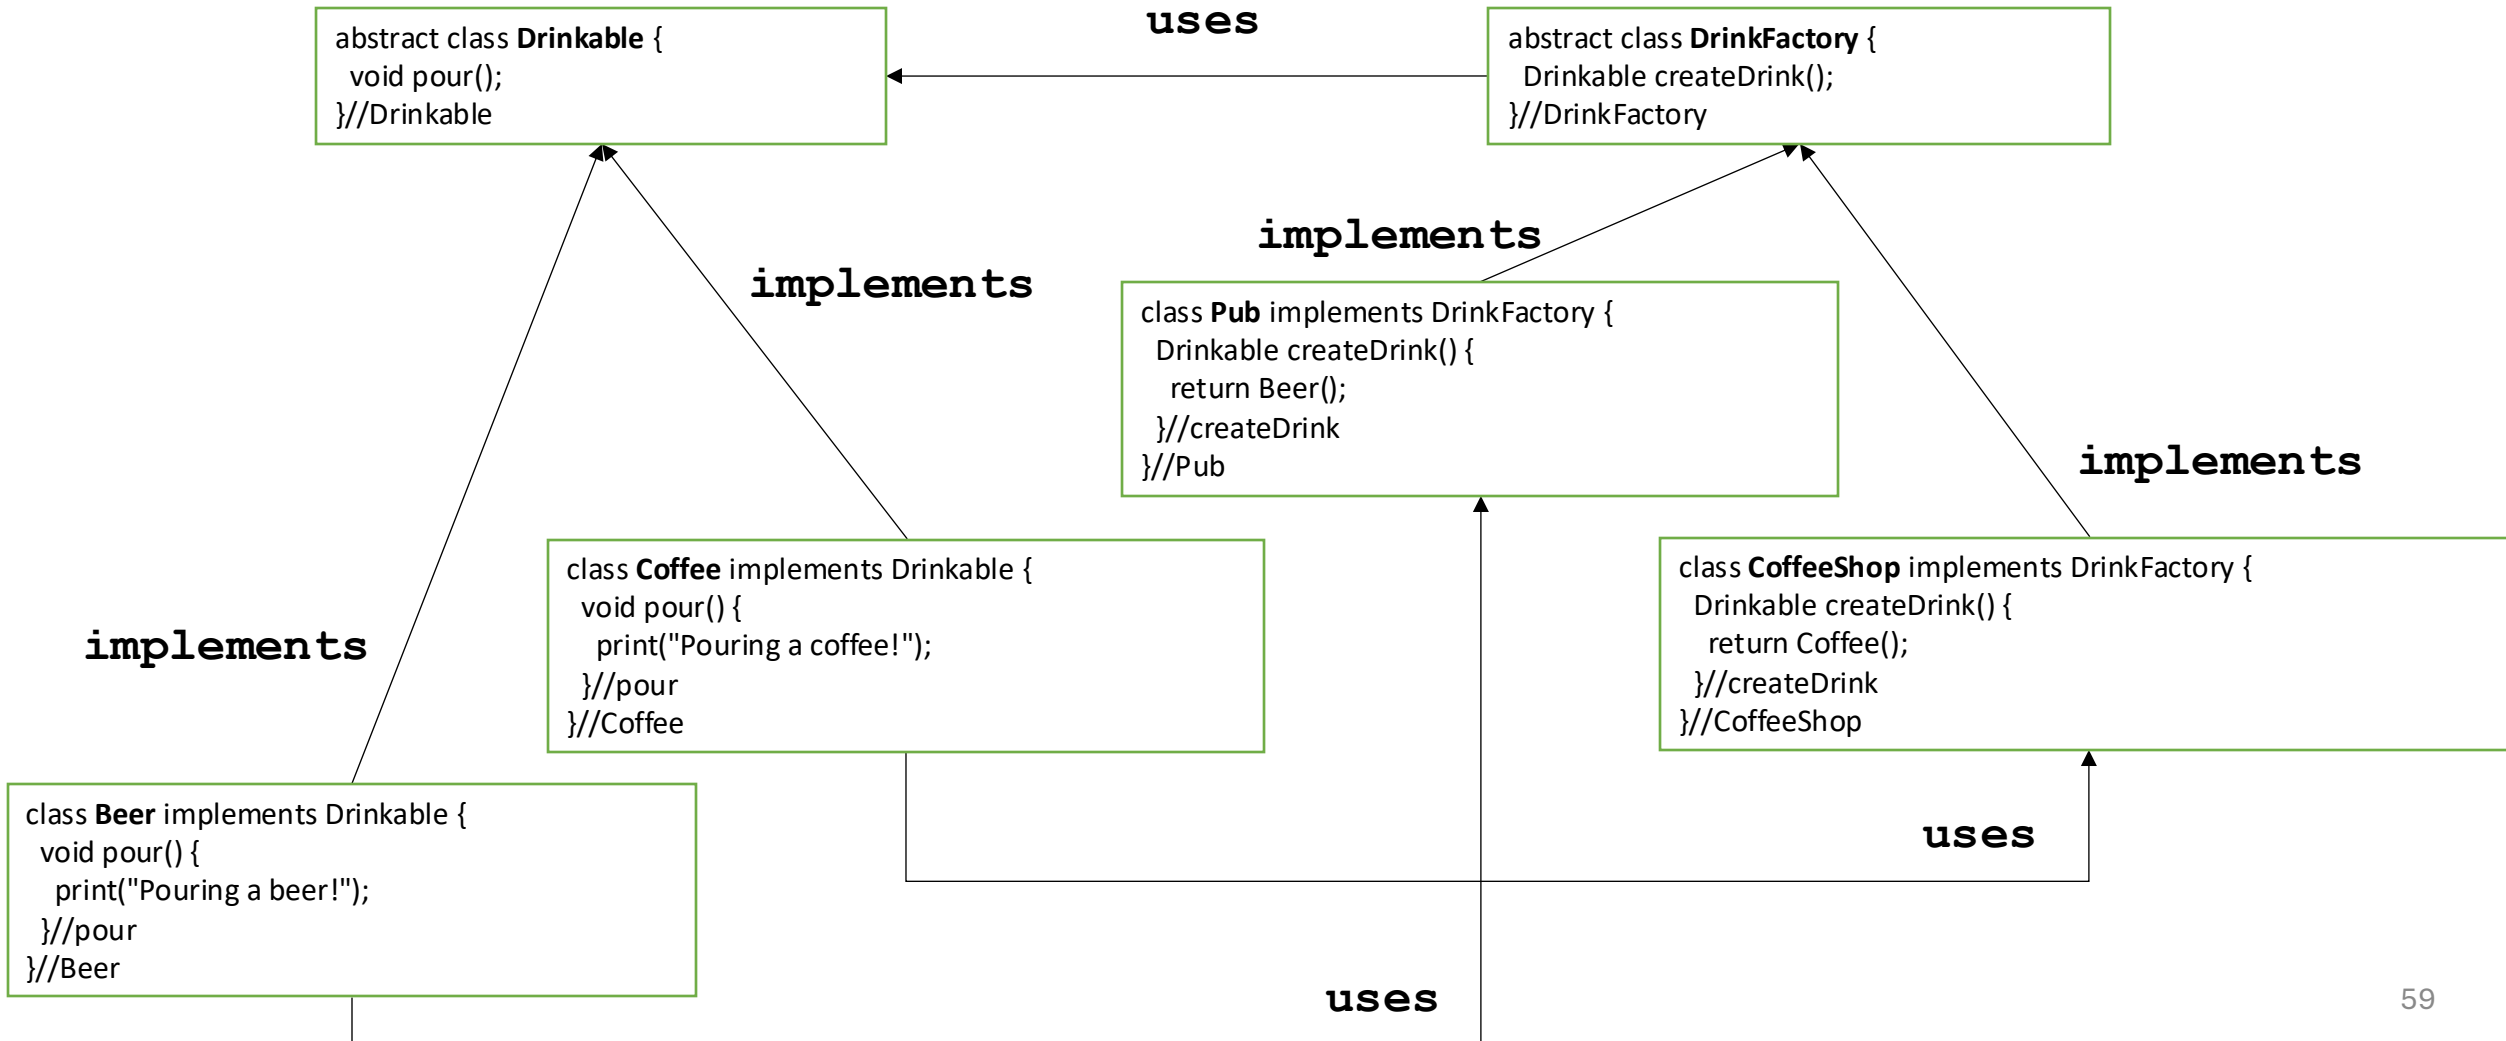 uses
abstract class Drinkable {
void pour();
}//Drinkable
abstract class DrinkFactory {
Drinkable createDrink();
}//DrinkFactory
implements
implements
class Pub implements DrinkFactory {
Drinkable createDrink() {
return Beer();
}//createDrink
}//Pub
implements
class Coffee implements Drinkable {
void pour() {
print("Pouring a coffee!");
}//pour
}//Coffee
class CoffeeShop implements DrinkFactory {
Drinkable createDrink() {
return Coffee();
}//createDrink
}//CoffeeShop
implements
class Beer implements Drinkable {
void pour() {
print("Pouring a beer!");
}//pour
}//Beer
uses
uses
59